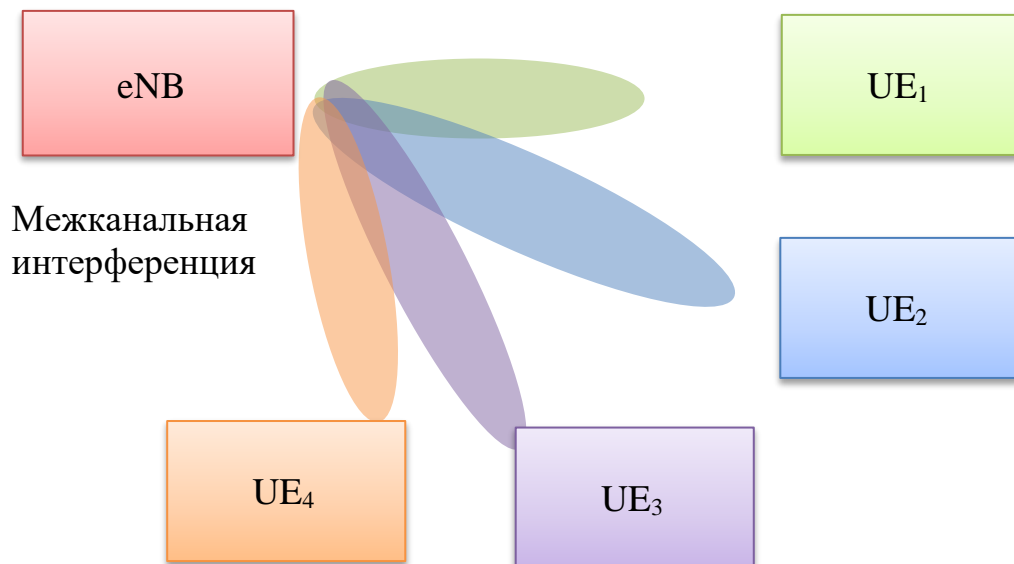 eNB
UE₁
Межканальная
интерференция
UE₂
UE₄
UE₃